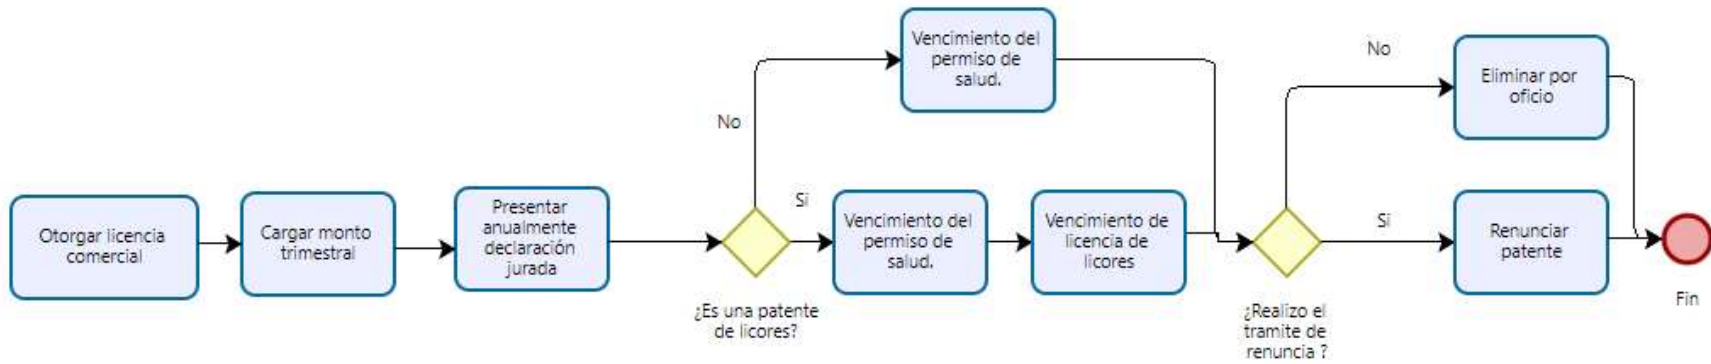 Otorgar licencia
comercial
Cargar monto
trimestral
Presentar
anualmente
declaración
jurada
¿Es una patente
de licores?
No
Vencimiento del
permiso de
salud.
Si
Vencimiento del
permiso de
salud.
Vencimiento de
licencia de
licores
¿Realizo el
tramite de
renuncia ?
No
Eliminar por
oficio
Si
Renunciar
patente
Fin